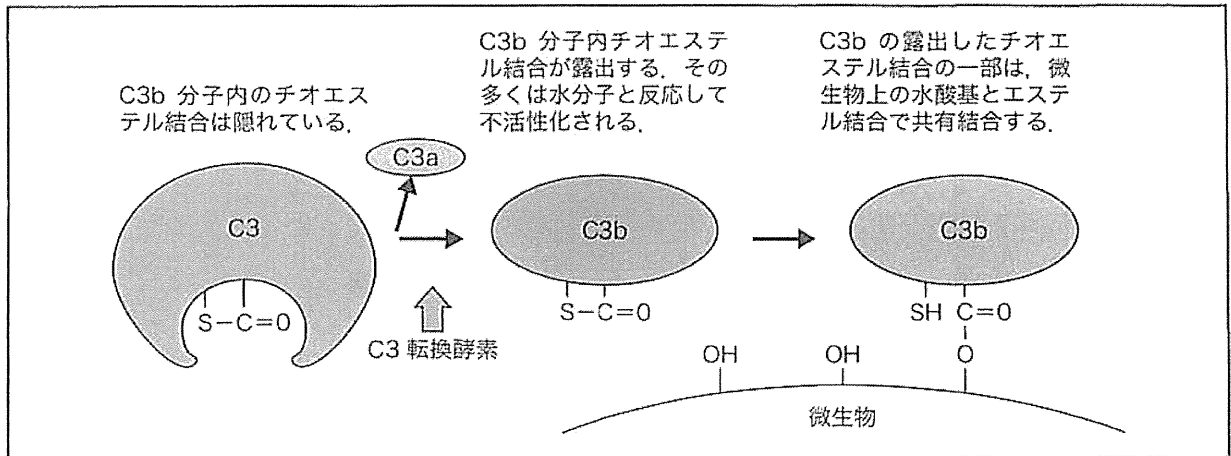 C3b 分子内のチオエス
テル結合は隠れている.
C3b 分子内チオエステ
ル結合が露出する. その
多くは水分子と反応して
不活性化される.
C3b の露出したチオエ
ステル結合の一部は, 微
生物上の水酸基とエステ
ル結合で共有結合する.
C3a
C3
C3b
C3b
S-C=O
S-C=O
SH C=O
O
C3 転換酵素
OH
OH
微生物